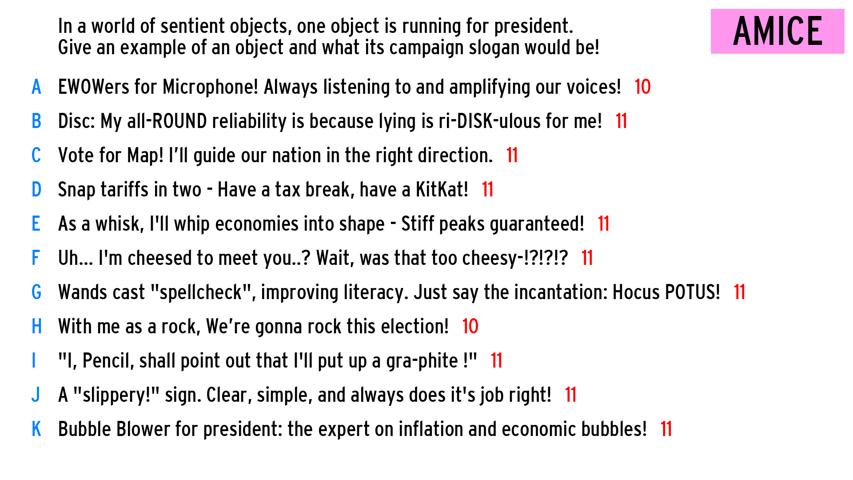 In a world of sentient objects, one object is running for president.
Give an example of an object and what its campaign slogan would be!
AMICE
A EWOWers for Microphone! Always listening to and amplifying our voices! 10
B Disc: My all-ROUND reliability is because lying is ri-DISK-ulous for me! 11
C Vote for Map! I’ll guide our nation in the right direction. 11
D Snap tariffs in two - Have a tax break, have a KitKat! 11
E As a whisk, I'll whip economies into shape - Stiff peaks guaranteed! 11
F Uh... I'm cheesed to meet you..? Wait, was that too cheesy-!?!?!? 11
G Wands cast "spellcheck", improving literacy. Just say the incantation: Hocus POTUS! 11
H With me as a rock, We’re gonna rock this election! 10
I "I, Pencil, shall point out that I'll put up a gra-phite !" 11
J A "slippery!" sign. Clear, simple, and always does it's job right! 11
K Bubble Blower for president: the expert on inflation and economic bubbles! 11